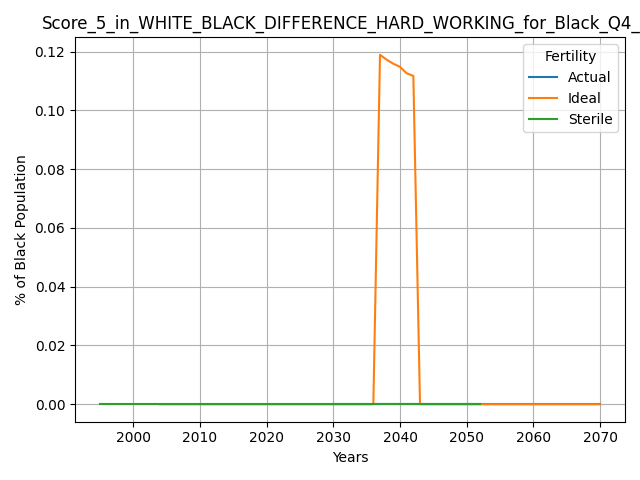 Score_5_in_WHITE_BLACK_DIFFERENCE_HARD_WORKING_for_Black_Q4_
Fertility
Actual
Ideal
Sterile
% of Black Population
0.12
0.10
0.08
0.06
0.04
0.02
0.00
2000 2010 2020 2030 2040 2050 2060 2070
Years